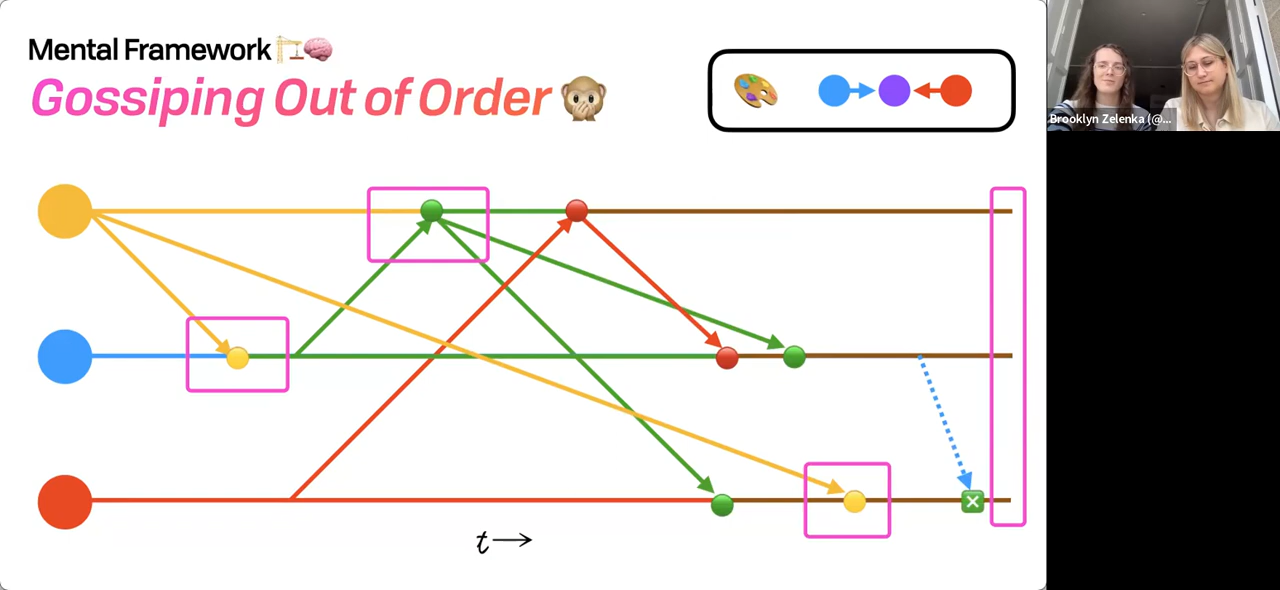 Mental Framework
Gossiping Out of Order
Brooklyn Zelenka (@...
t